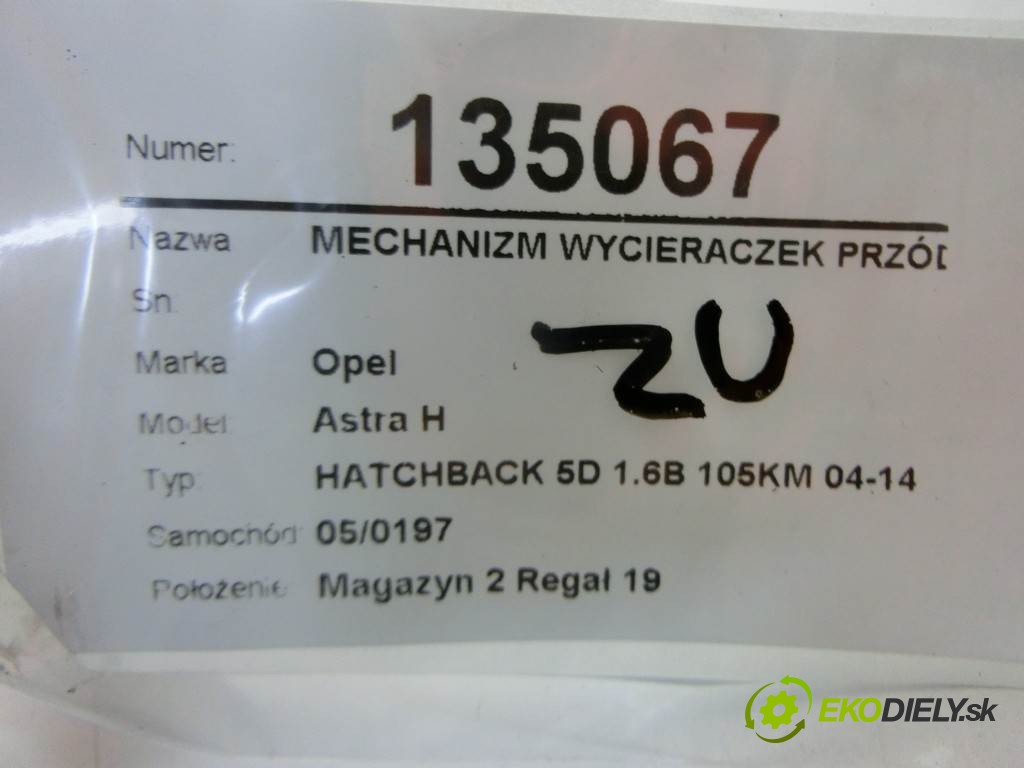 Numer: 135067
Nazwa MECHANIZM WYCIERACZEK PRZÓD
Sn.
ZU
Marka Opel
Model: Astra H
Typ: HATCHBACK 5D 1.6B 105KM 04-14
Samochód: 05/0197
Położenie: Magazyn 2 Regał 19
EKODIELY.sk